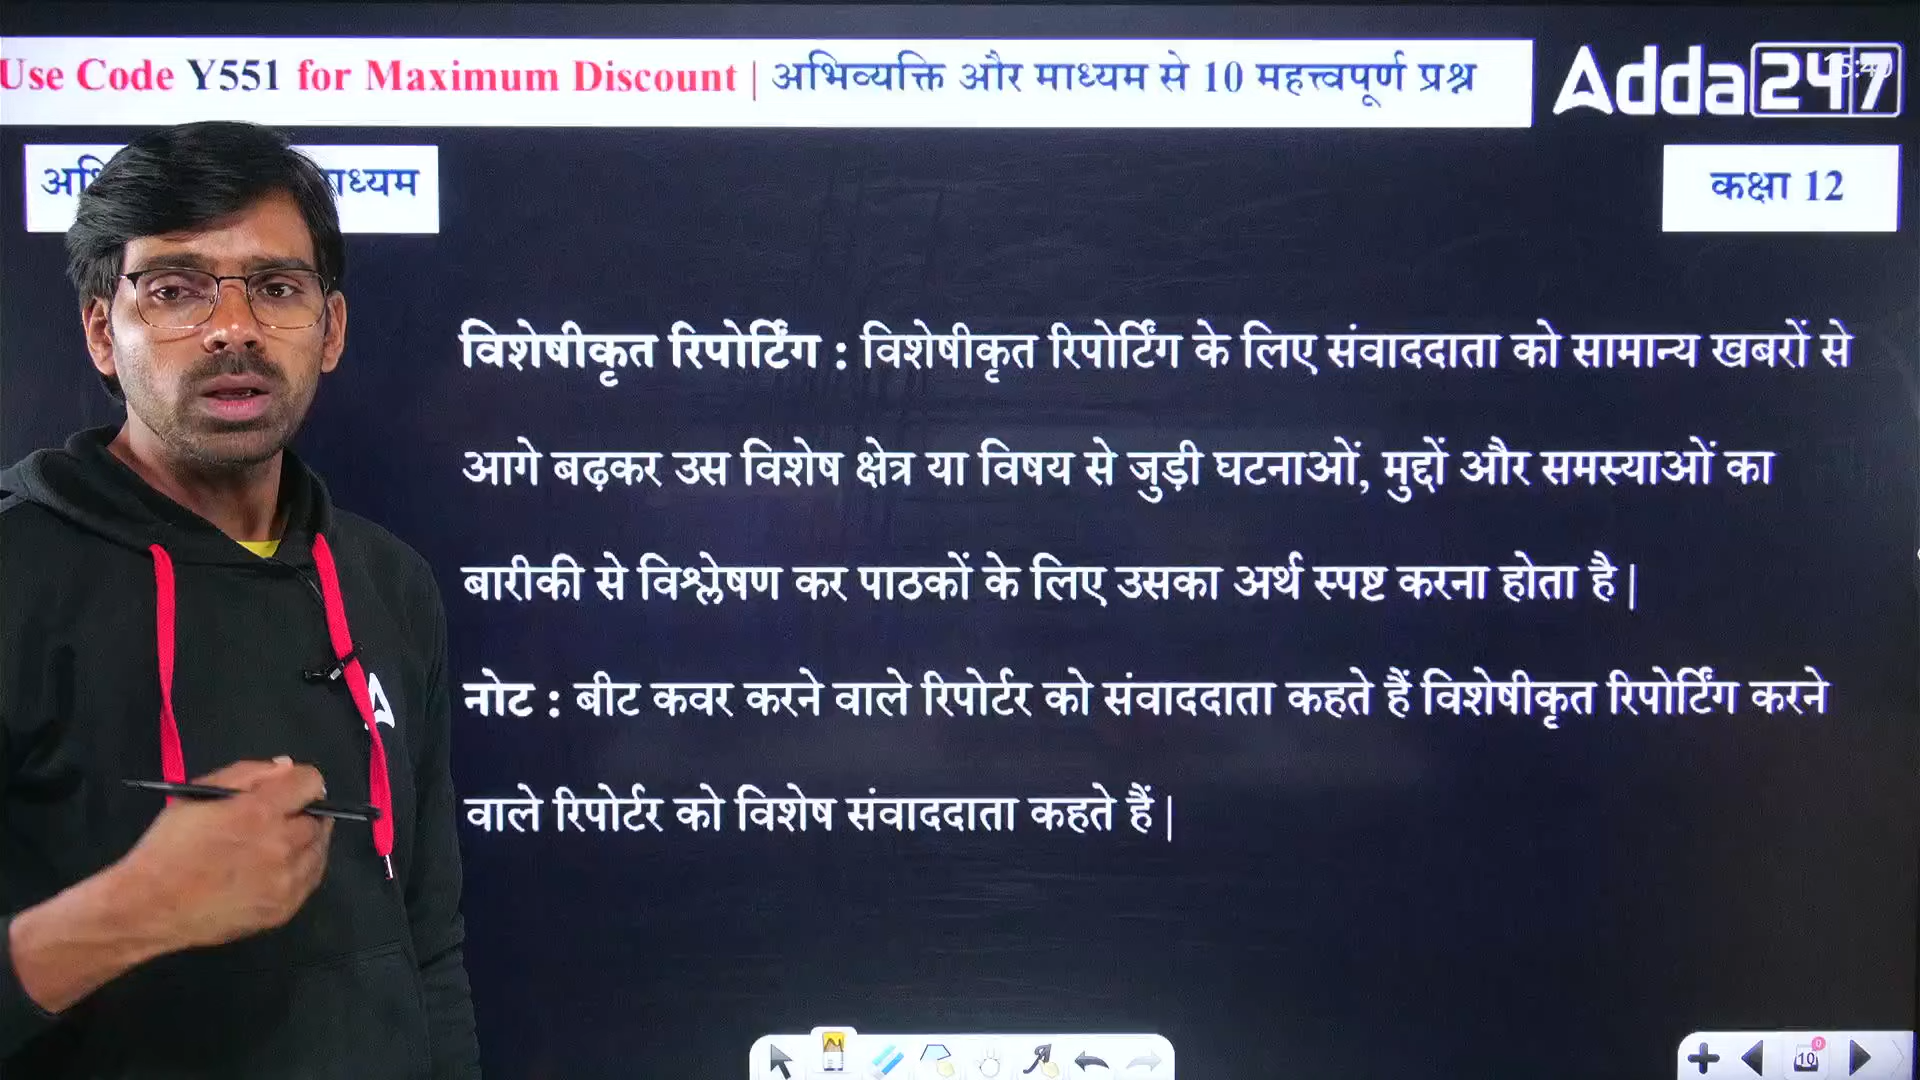 Use Code Y551 for Maximum Discount | अभिव्यक्ति और माध्यम से 10 महत्त्वपूर्ण प्रश्न
Adda247
कक्षा 12
विशेषीकृत रिपोर्टिंग : विशेषीकृत रिपोर्टिंग के लिए संवाददाता को सामान्य खबरों से
आगे बढ़कर उस विशेष क्षेत्र या विषय से जुड़ी घटनाओं, मुद्दों और समस्याओं का
बारीकी से विश्लेषण कर पाठकों के लिए उसका अर्थ स्पष्ट करना होता है |
नोट : बीट कवर करने वाले रिपोर्टर को संवाददाता कहते हैं विशेषीकृत रिपोर्टिंग करने
वाले रिपोर्टर को विशेष संवाददाता कहते हैं |
10